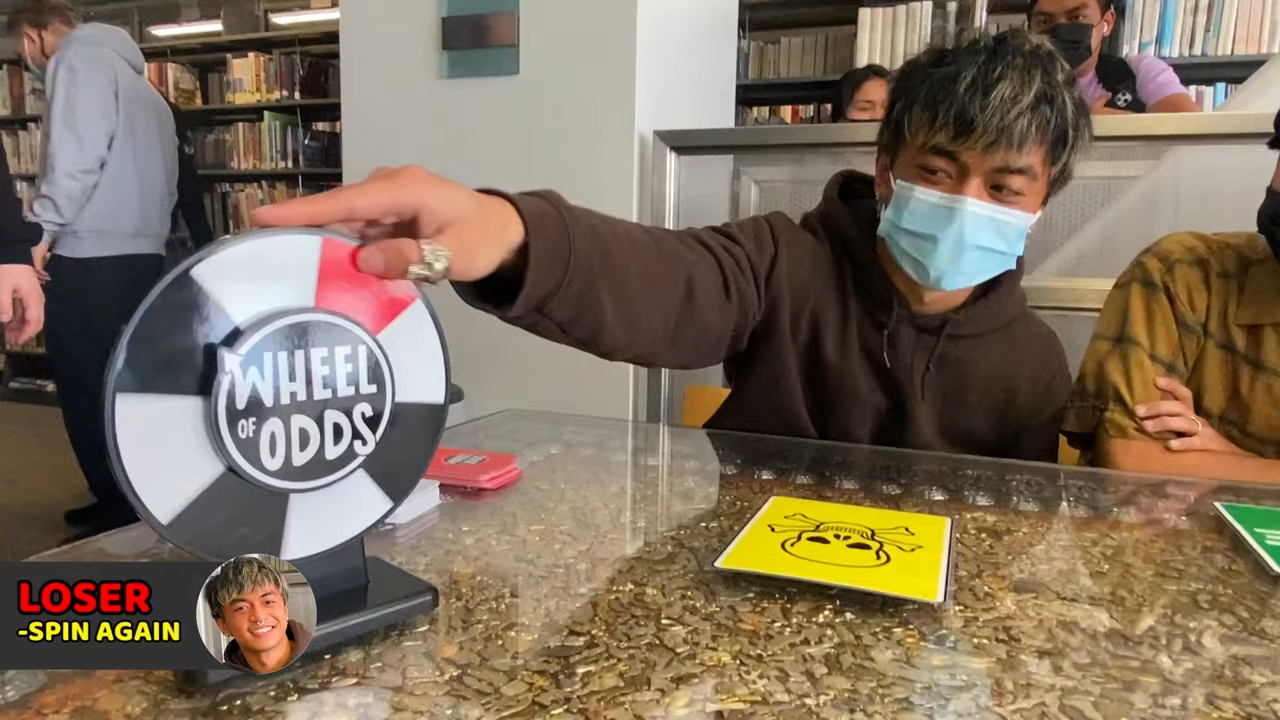 WHEEL
OF ODDS
LOSER
-SPIN AGAIN